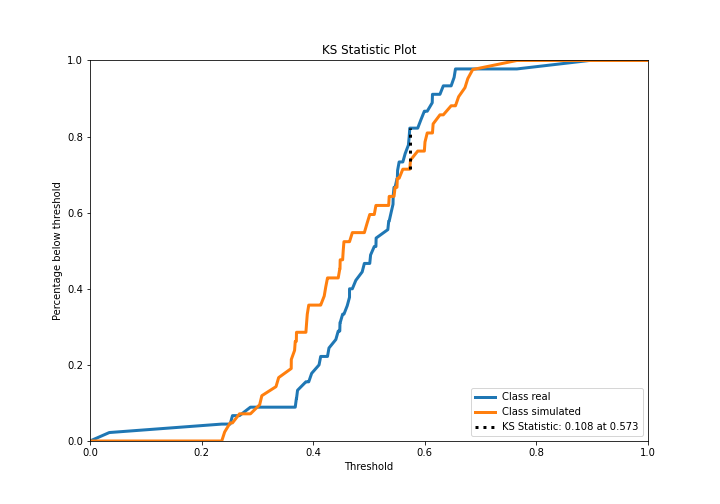 KS Statistic Plot
1.0
0.8
0.6
0.4
0.2
0.0
Percentage below threshold
Class real
Class simulated
KS Statistic: 0.108 at 0.573
0.0 0.2 0.4 0.6 0.8 1.0
Threshold